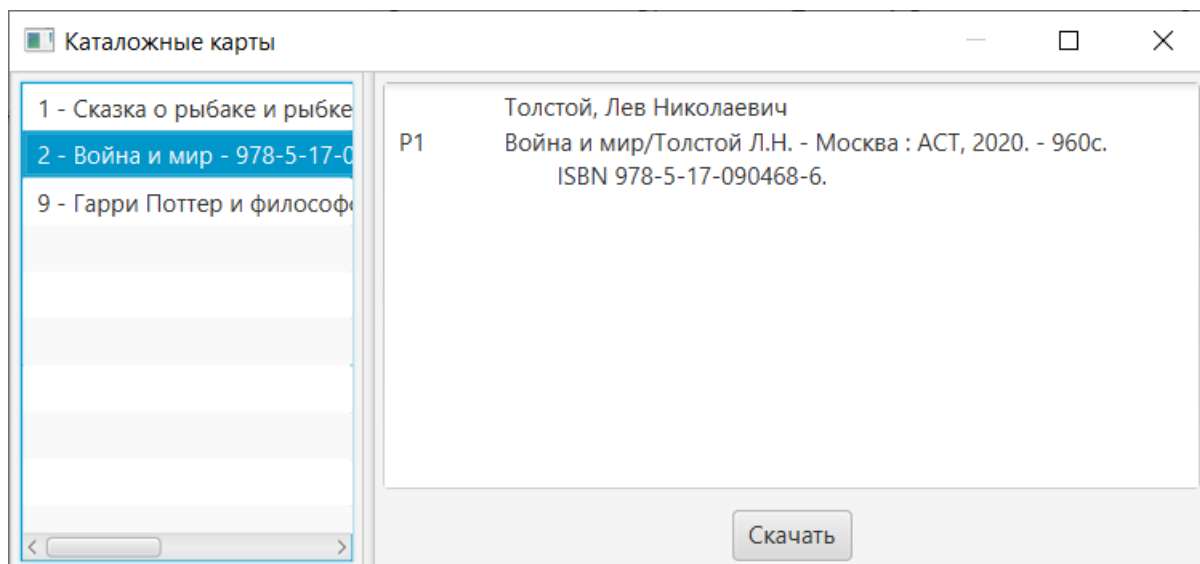 Каталожные карты
1 - Сказка о рыбаке и рыбке
2 - Война и мир - 978-5-17-0
9 - Гарри Поттер и философ
Толстой, Лев Николаевич
Р1 Война и мир/Толстой Л.Н. - Москва : АСТ, 2020. - 960с.
ISBN 978-5-17-090468-6.
Скачать